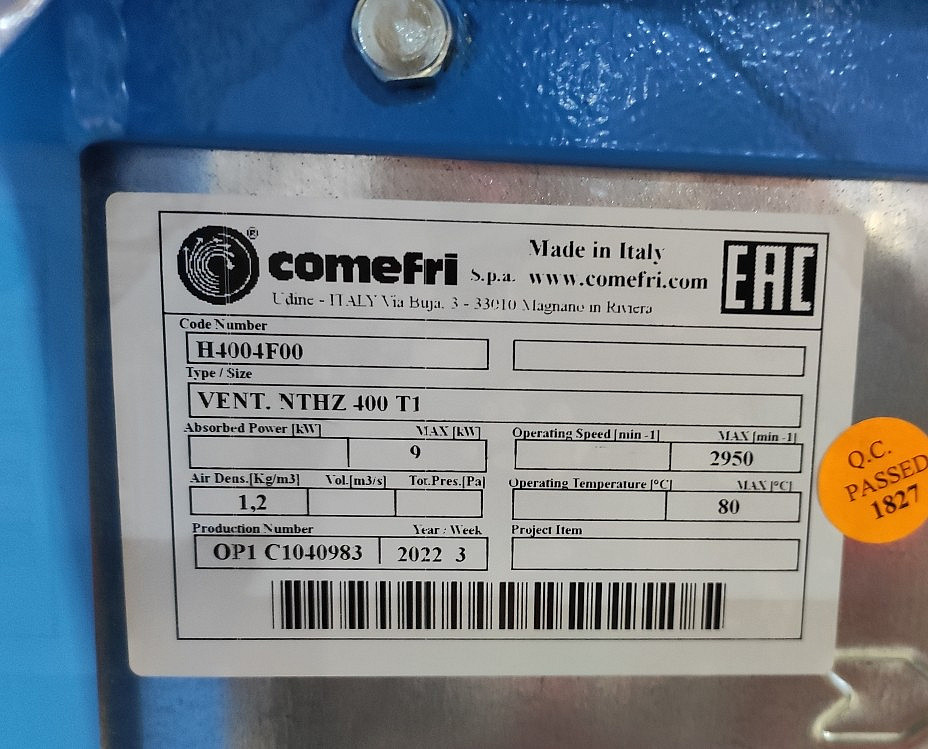 comefri S.p.a.
®
Made in Italy
www.comefri.com
EAC
Udine - ITALY Via Buja, 3 - 33010 Magnano in Riviera
Code Number
H4004F00
Type / Size
VENT. NTHZ 400 T1
Absorbed Power [kW] MAX [kW]
9
Operating Speed [min -1] MAX [min -1]
2950
Air Dens.[Kg/m3] Vol.[m3/s] Tot.Pres.[Pa]
1,2
Operating Temperature [°C] MAX [°C]
80
Production Number Year / Week
OP1 C1040983 2022 3
Project Item
Q.C.
PASSED
1827